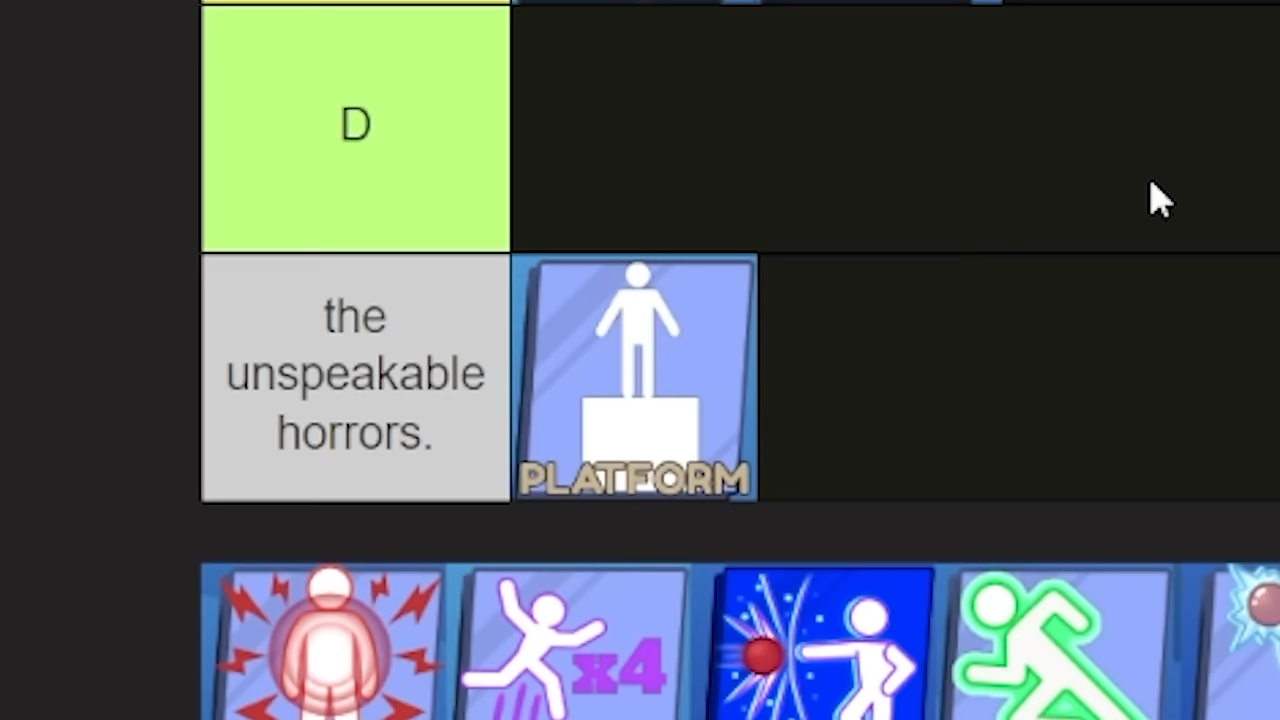 D
the
unspeakable
horrors.
PLATFORM
x4